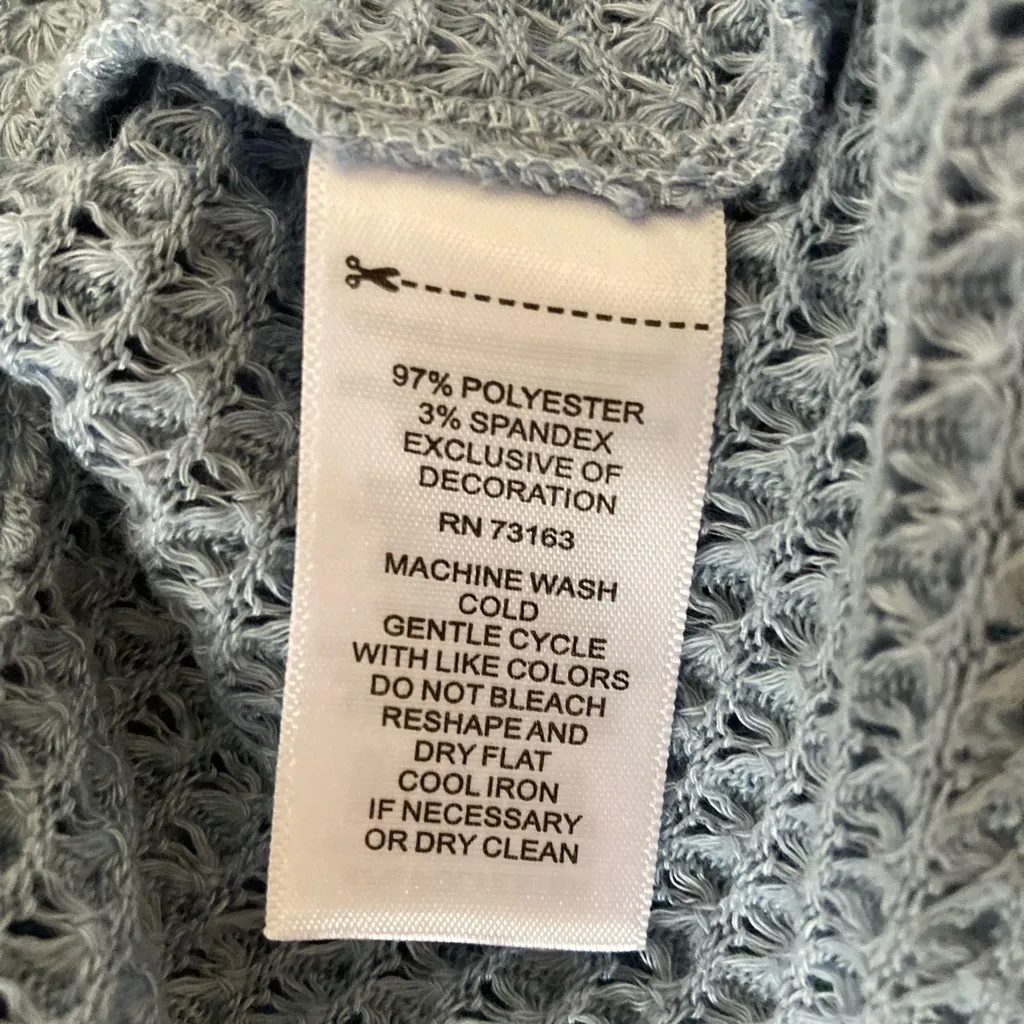 97% POLYESTER
3% SPANDEX
EXCLUSIVE OF
DECORATION
RN 73163
MACHINE WASH
COLD
GENTLE CYCLE
WITH LIKE COLORS
DO NOT BLEACH
RESHAPE AND
DRY FLAT
COOL IRON
IF NECESSARY
OR DRY CLEAN